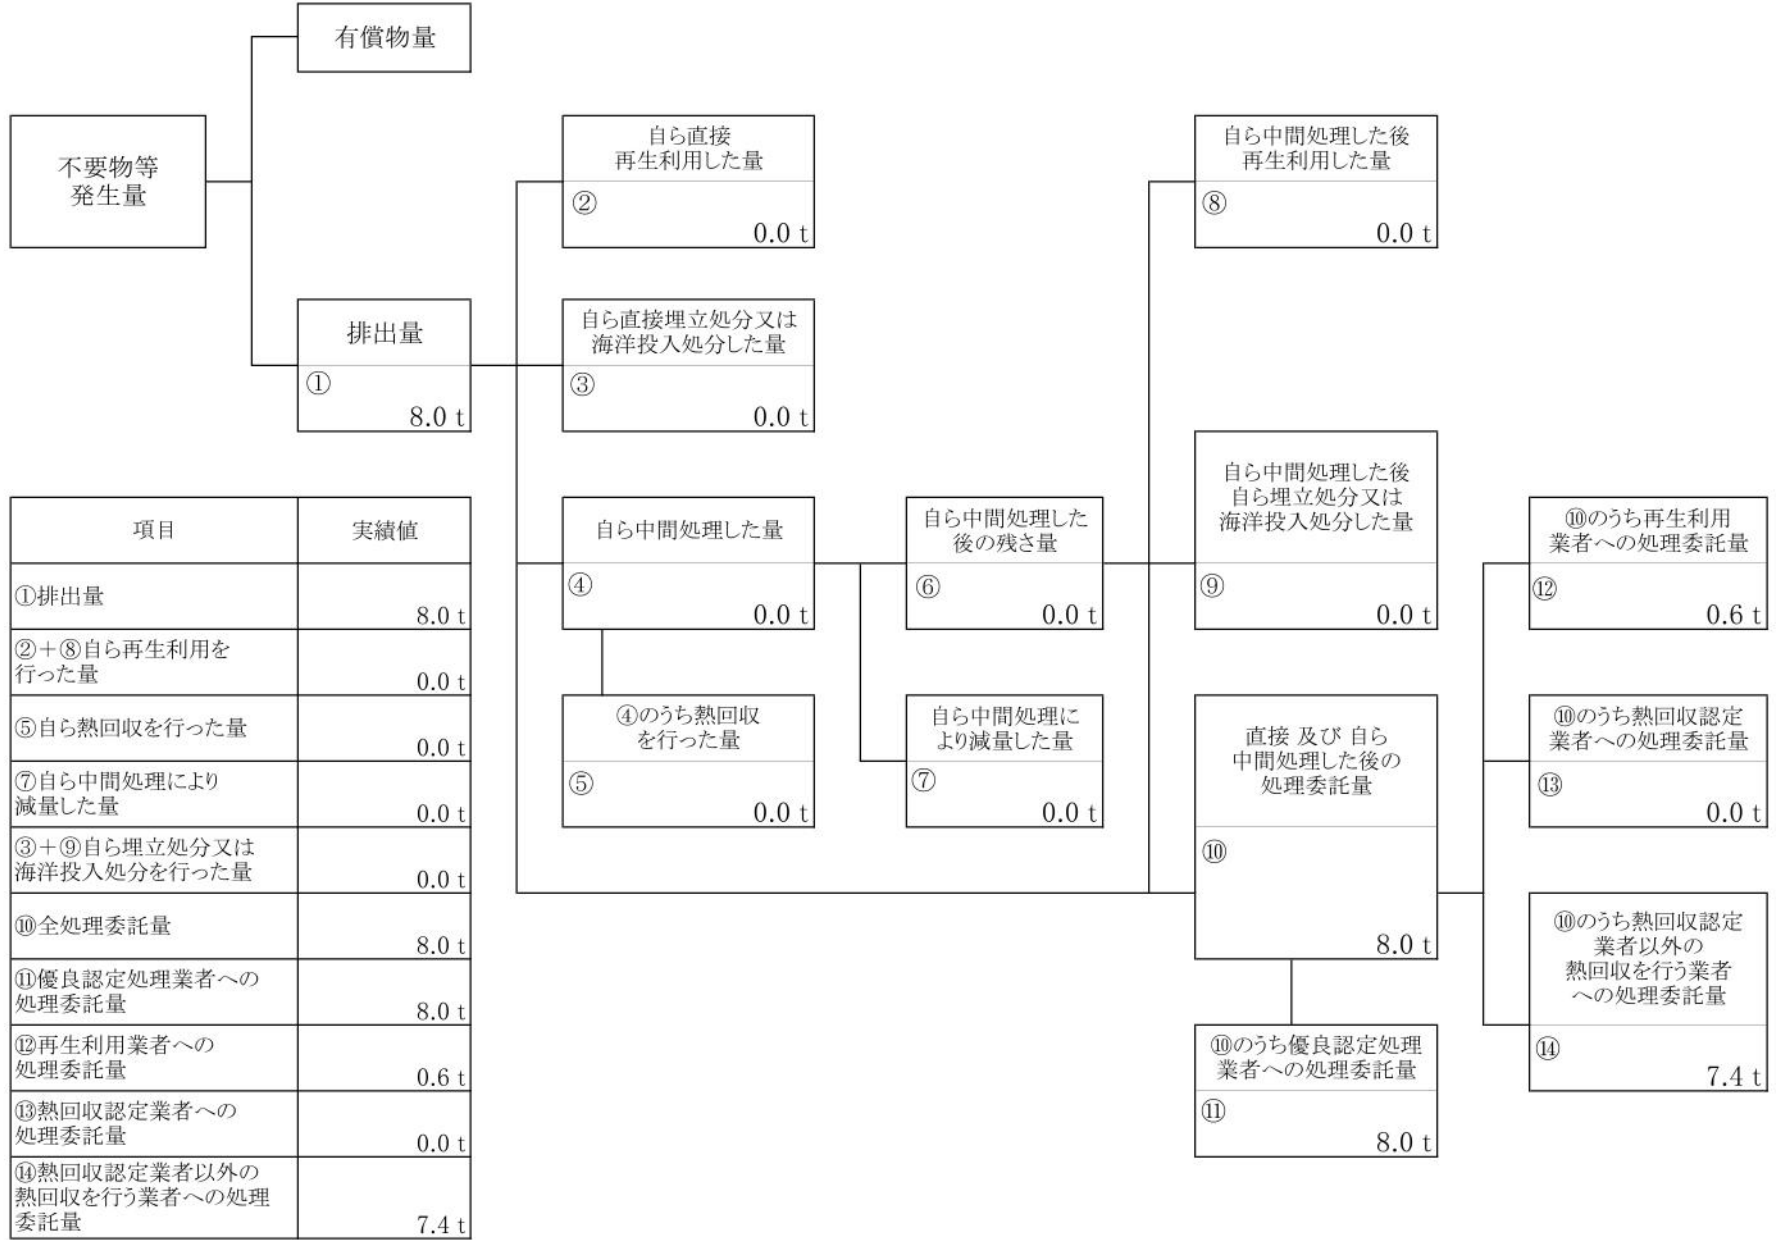 有償物量
不要物等
発生量
排出量
①
8.0 t
自ら直接
再生利用した量
②
0.0 t
自ら直接埋立処分又は
海洋投入処分した量
③
0.0 t
自ら中間処理した量
④
0.0 t
④のうち熱回収
を行った量
⑤
0.0 t
自ら中間処理した
後の残さ量
⑥
0.0 t
自ら中間処理に
より減量した量
⑦
0.0 t
自ら中間処理した後
再生利用した量
⑧
0.0 t
自ら中間処理した後
自ら埋立処分又は
海洋投入処分した量
⑨
0.0 t
直接 及び 自ら
中間処理した後の
処理委託量
⑩
8.0 t
⑩のうち優良認定処理
業者への処理委託量
⑪
8.0 t
⑩のうち再生利用
業者への処理委託量
⑫
0.6 t
⑩のうち熱回収認定
業者への処理委託量
⑬
0.0 t
⑩のうち熱回収認定
業者以外の
熱回収を行う業者
への処理委託量
⑭
7.4 t
項目 実績値
①排出量
8.0 t
②＋⑧自ら再生利用を
行った量
0.0 t
⑤自ら熱回収を行った量
0.0 t
⑦自ら中間処理により
減量した量
0.0 t
③＋⑨自ら埋立処分又は
海洋投入処分を行った量
0.0 t
⑩全処理委託量
8.0 t
⑪優良認定処理業者への
処理委託量
8.0 t
⑫再生利用業者への
処理委託量
0.6 t
⑬熱回収認定業者への
処理委託量
0.0 t
⑭熱回収認定業者以外の
熱回収を行う業者への処理
委託量
7.4 t